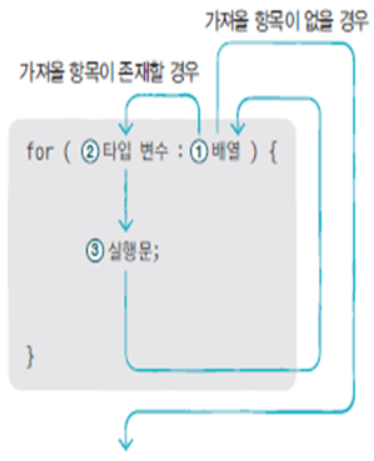 가져올 항목이 없을 경우
가져올 항목이 존재할 경우
for ( ②타입 변수 : ①배열 ) {
③실행문;
}